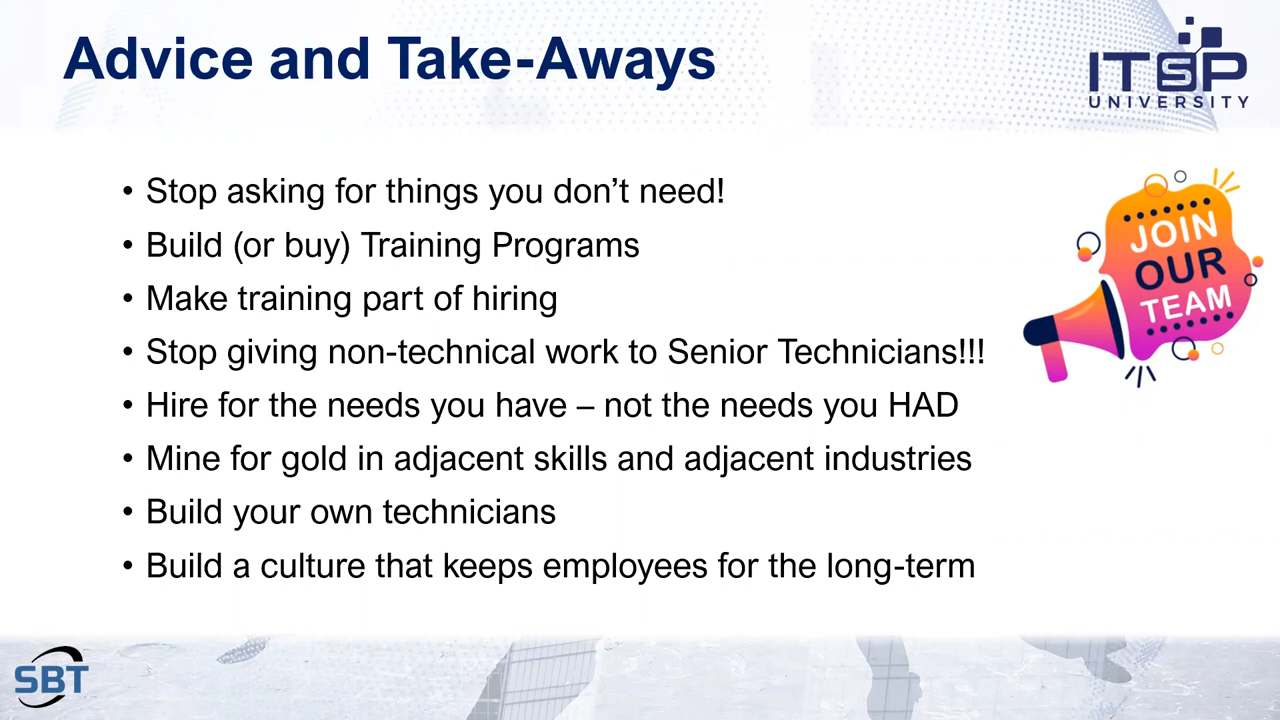 Advice and Take-Aways
ITSP
UNIVERSITY
• Stop asking for things you don’t need!
• Build (or buy) Training Programs
• Make training part of hiring
• Stop giving non-technical work to Senior Technicians!!!
• Hire for the needs you have – not the needs you HAD
• Mine for gold in adjacent skills and adjacent industries
• Build your own technicians
• Build a culture that keeps employees for the long-term
JOIN
OUR
TEAM
SBT